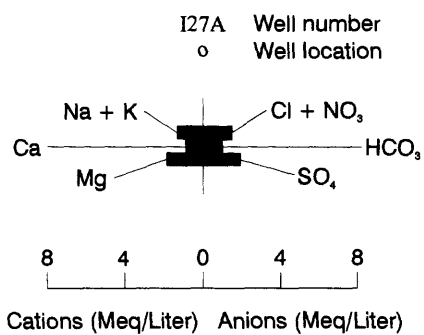 I27A Well number
o Well location
Na + K Cl + NO₃
Ca HCO₃
Mg SO₄
8 4 0 4 8
Cations (Meq/Liter) Anions (Meq/Liter)